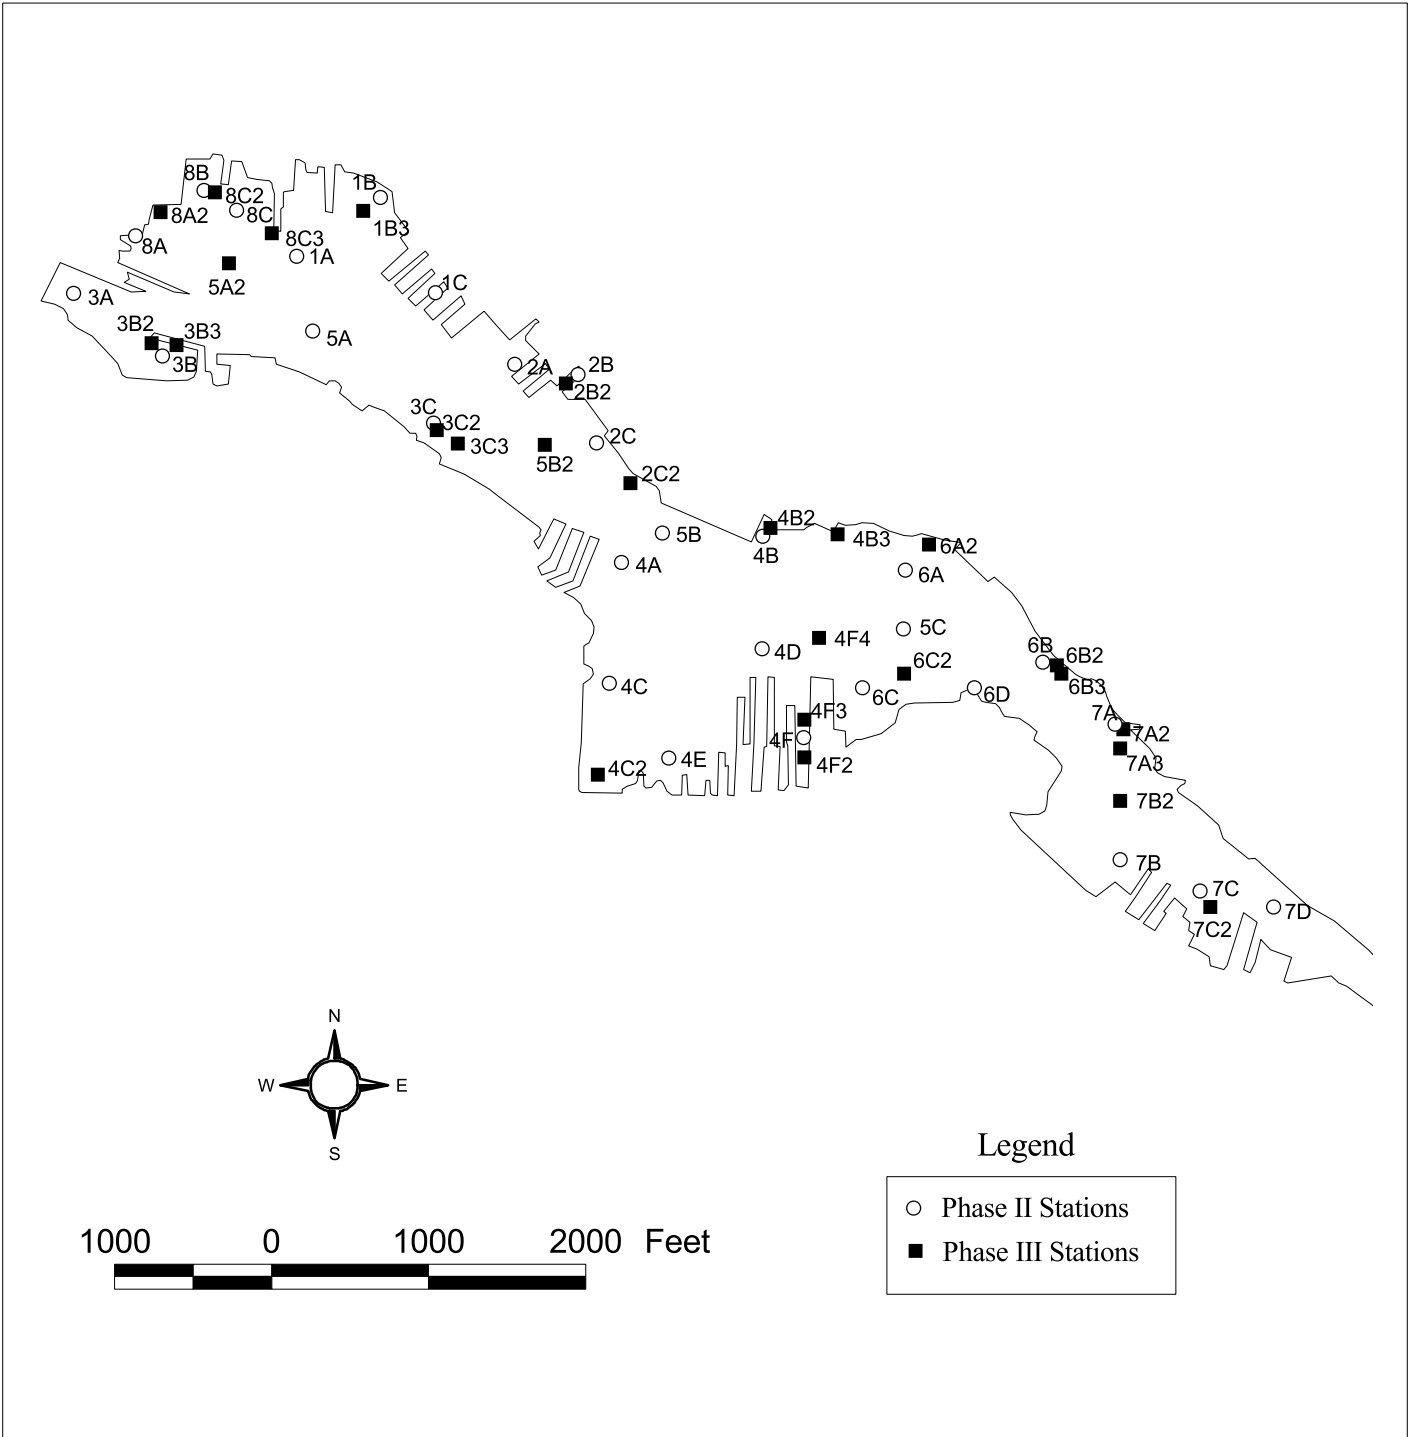 8B
1B
8C2
8A2
8C
1B3
8C3
8A
1A
5A2
1C
3A
3B2
3B3
5A
3B
2A
2B
2B2
3C
3C2
2C
3C3
5B2
2C2
4B2
5B
4B3
4B
6A2
4A
6A
5C
4F4
6B
4D
6B2
6C2
6B3
4C
6C
6D
4F3
7A
4F
7A2
4E
4C2
4F2
7A3
7B2
7B
7C
7D
7C2
N
W E
S
Legend
Phase II Stations
Phase III Stations
1000 0 1000 2000 Feet